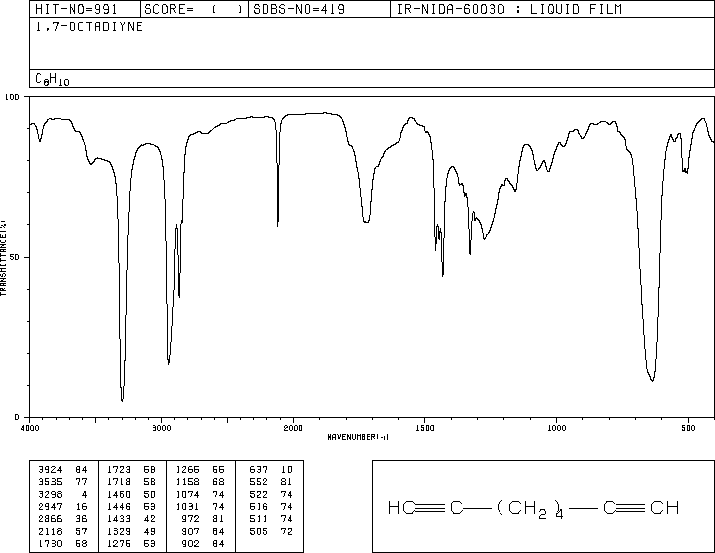 HIT-NO=991 SCORE= ( ) SDBS-NO=419 IR-NIDA-60030 : LIQUID FILM
1,7-OCTADIYNE
C8H10
100
50
0
TRANSMITTANCE(%)
4000 3000 2000 1500 1000 500
WAVENUMBER(-1)
3924 84 1723 58 1266 55 637 10
3535 77 1718 58 1158 68 552 81
3298 4 1460 50 1074 74 522 74
2947 16 1446 53 1031 74 516 74
2866 36 1433 42 972 81 511 74
2118 57 1329 49 907 84 505 72
1730 58 1275 53 902 84
HC≡C—(CH2)4—C≡CH